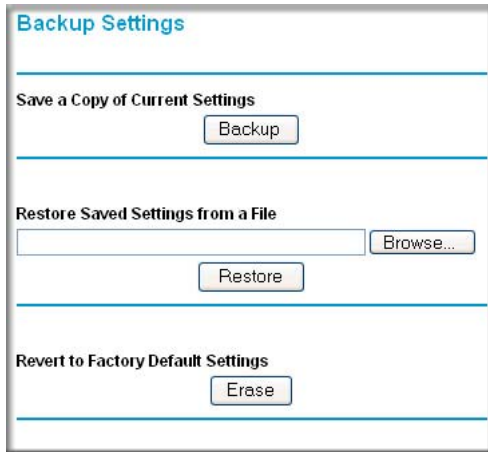 Backup Settings
Save a Copy of Current Settings
Backup
Restore Saved Settings from a File
Browse...
Restore
Revert to Factory Default Settings
Erase